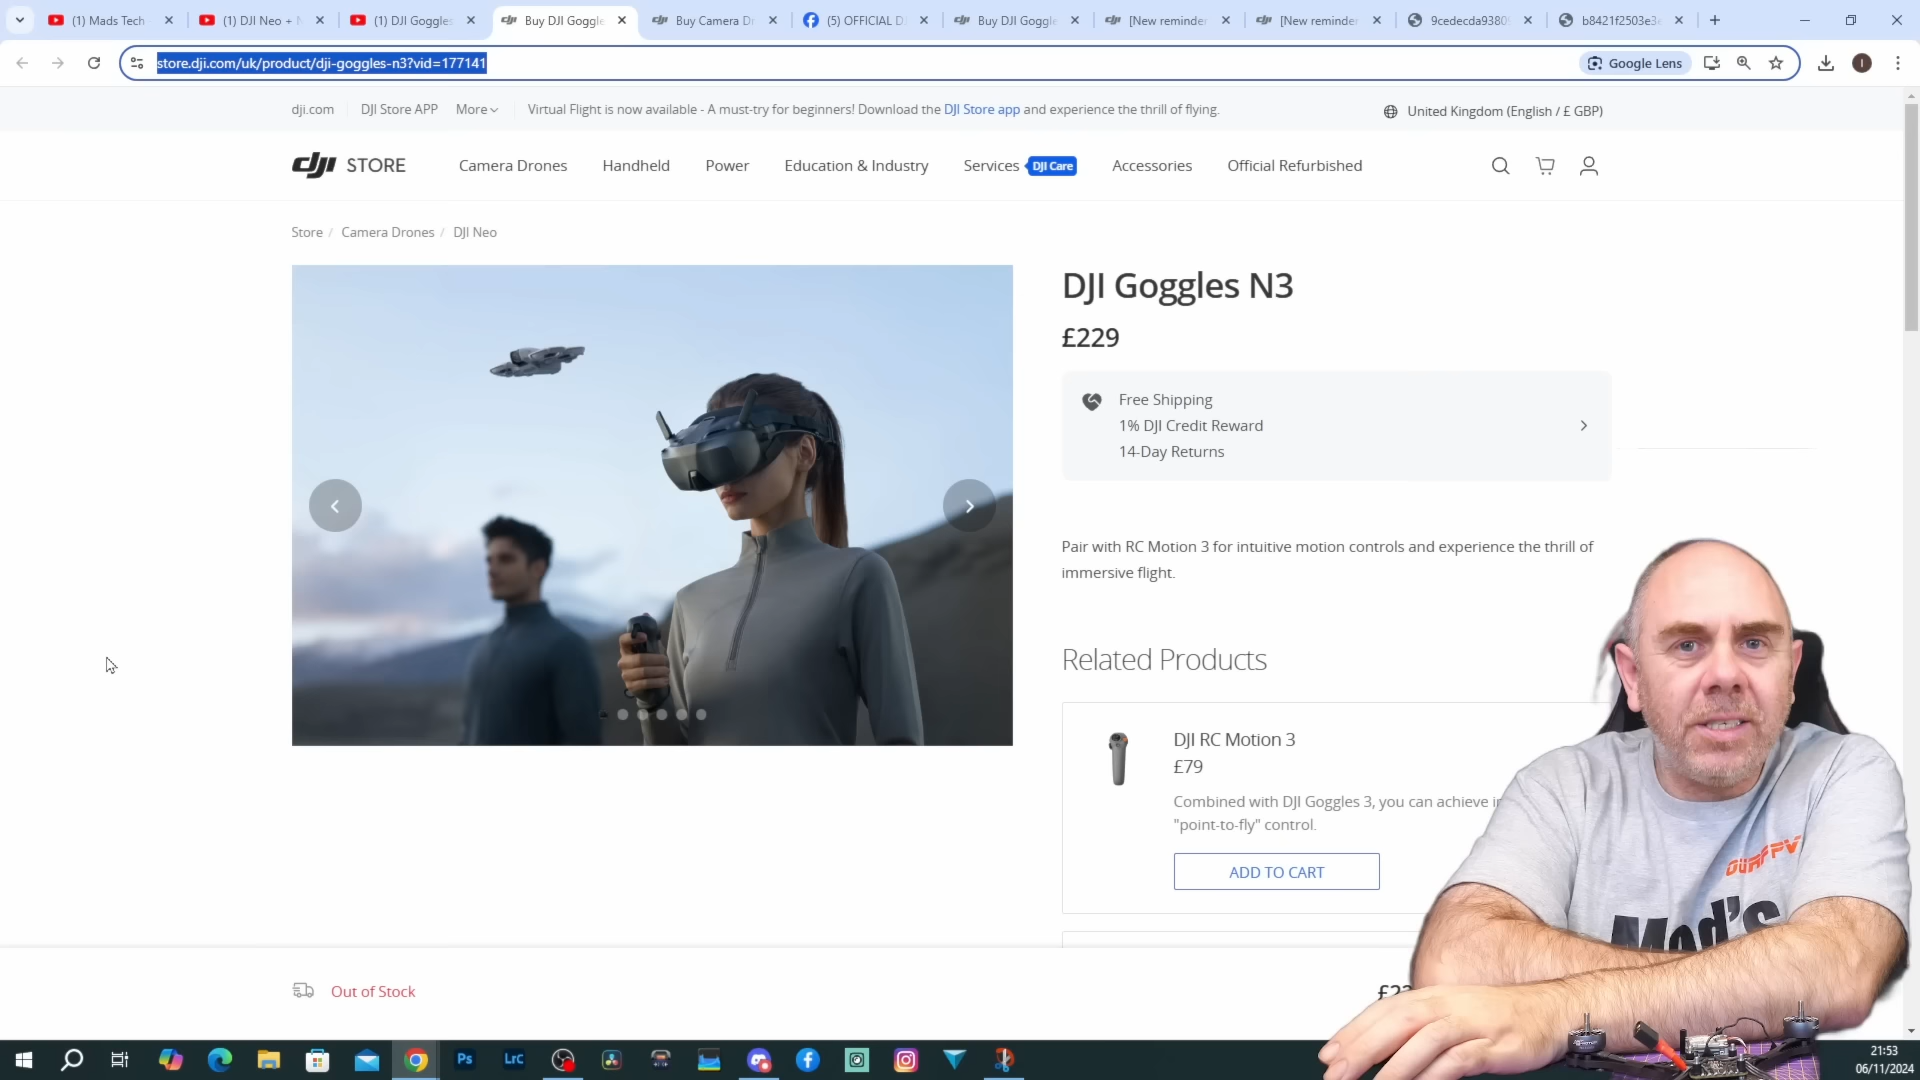 (1) Mads Tech
(1) DJI Neo +
(1) DJI Goggles
Buy DJI Goggle
Buy Camera Dr
(5) OFFICIAL D
Buy DJI Goggle
[New reminder
[New reminder
9cedecda9380
b8421f2503e3e
store.dji.com/uk/product/dji-goggles-n3?vid=177141
Google Lens
I
dji.com
DJI Store APP
More
Virtual Flight is now available - A must-try for beginners! Download the DJI Store app and experience the thrill of flying.
United Kingdom (English / £ GBP)
dji STORE
Camera Drones
Handheld
Power
Education & Industry
Services
DJI Care
Accessories
Official Refurbished
Store / Camera Drones / DJI Neo
DJI Goggles N3
£229
Free Shipping
1% DJI Credit Reward
14-Day Returns
Pair with RC Motion 3 for intuitive motion controls and experience the thrill of
immersive flight.
Related Products
DJI RC Motion 3
£79
Combined with DJI Goggles 3, you can achieve
"point-to-fly" control.
ADD TO CART
Mad's
Out of Stock
Ps
LrC
21:53
06/11/2024